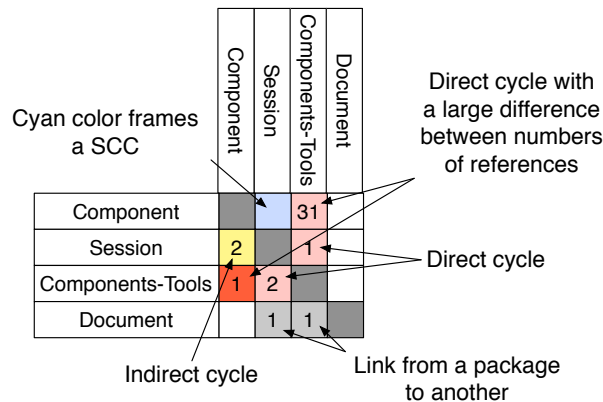 Component
Session
Components-Tools
Document
Direct cycle with
a large difference
between numbers
of references
Cyan color frames
a SCC
Component 31
Session 2 1
Components-Tools 1 2
Direct cycle
Document 1 1
Indirect cycle
Link from a package
to another